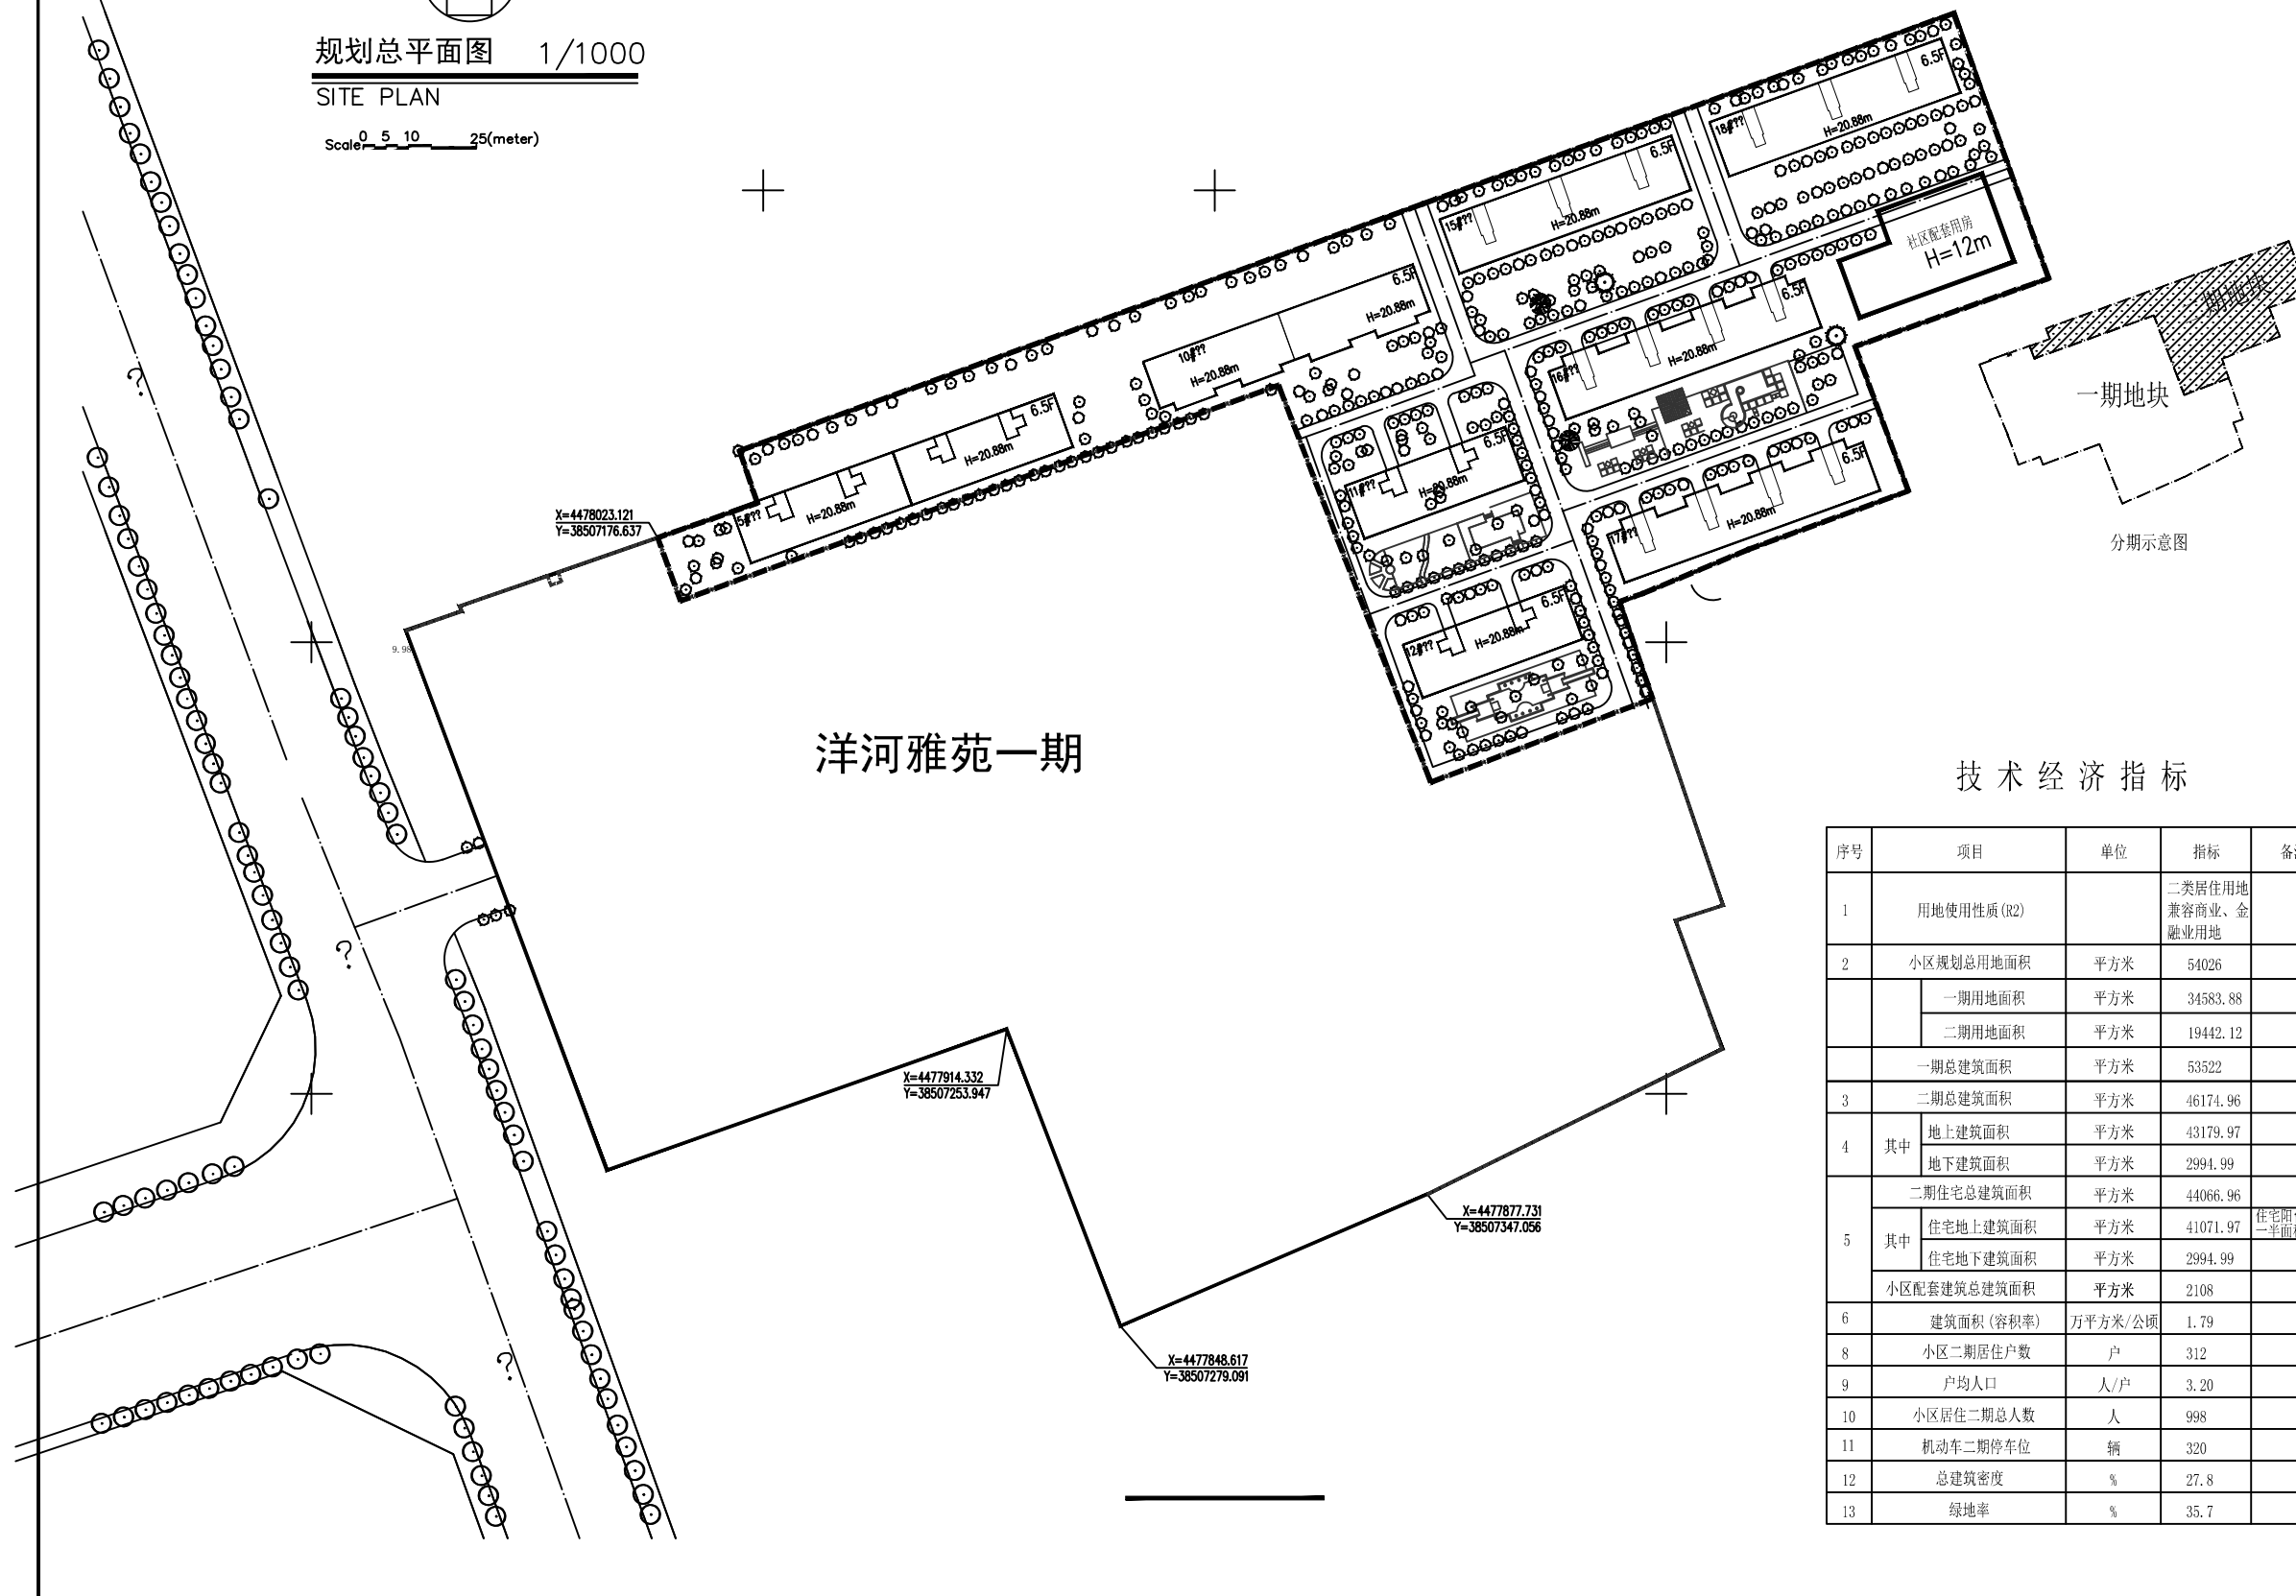 规划总平面图 1/1000
SITE PLAN
Scale 0 5 10 25(meter)
18#??
H=20.88m
6.5F
15#??
H=20.88m
6.5F
社区配套用房
H=12m
10#??
H=20.88m
H=20.88m
6.5F
16#??
H=20.88m
6.5F
5#??
H=20.88m
H=20.88m
6.5F
11#??
H=20.88m
6.5F
17#??
H=20.88m
6.5F
12#??
H=20.88m
6.5F
X=4478023.121
Y=38507176.637
9.98
?
?
?
一期地块
分期示意图
洋河雅苑一期
X=4477914.332
Y=38507253.947
X=4477877.731
Y=38507347.056
X=4477848.617
Y=38507279.091
技术经济指标
序号 项目 单位 指标
1 用地使用性质(R2) 二类居住用地
兼容商业、金
融业用地
2 小区规划总用地面积 平方米 54026
一期用地面积 平方米 34583.88
二期用地面积 平方米 19442.12
一期总建筑面积 平方米 53522
3 二期总建筑面积 平方米 46174.96
4 其中 地上建筑面积 平方米 43179.97
地下建筑面积 平方米 2994.99
二期住宅总建筑面积 平方米 44066.96
5 其中 住宅地上建筑面积 平方米 41071.97
住宅地下建筑面积 平方米 2994.99
小区配套建筑总建筑面积 平方米 2108
6 建筑面积(容积率) 万平方米/公顷 1.79
8 小区二期居住户数 户 312
9 户均人口 人/户 3.20
10 小区居住二期总人数 人 998
11 机动车二期停车位 辆 320
12 总建筑密度 % 27.8
13 绿地率 % 35.7